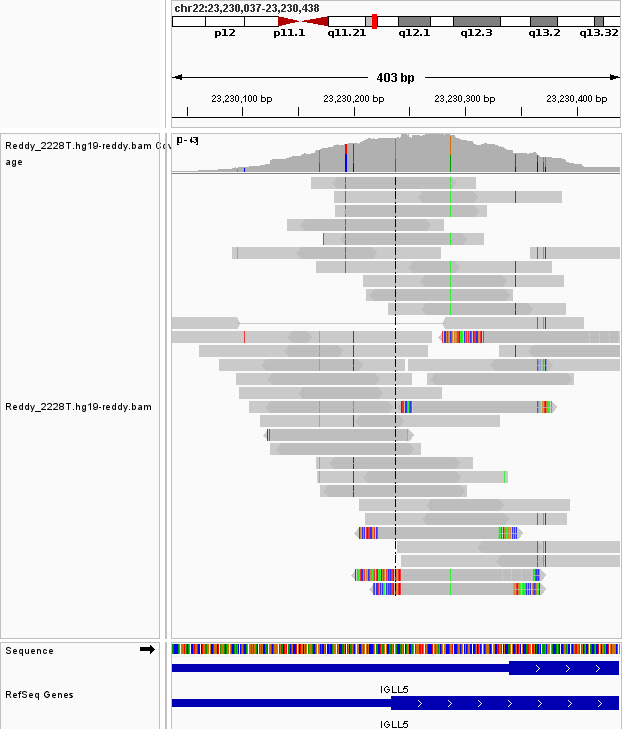 chr22:23,230,037-23,230,438
p12 p11.1 q11.21 q12.1 q12.3 q13.2 q13.32
403 bp
23,230,100 bp 23,230,200 bp 23,230,300 bp 23,230,400 bp
Reddy_2228T.hg19-reddy.bam Cov
age
[0 - 43]
Reddy_2228T.hg19-reddy.bam
Sequence
IGLL5
RefSeq Genes
IGLL5